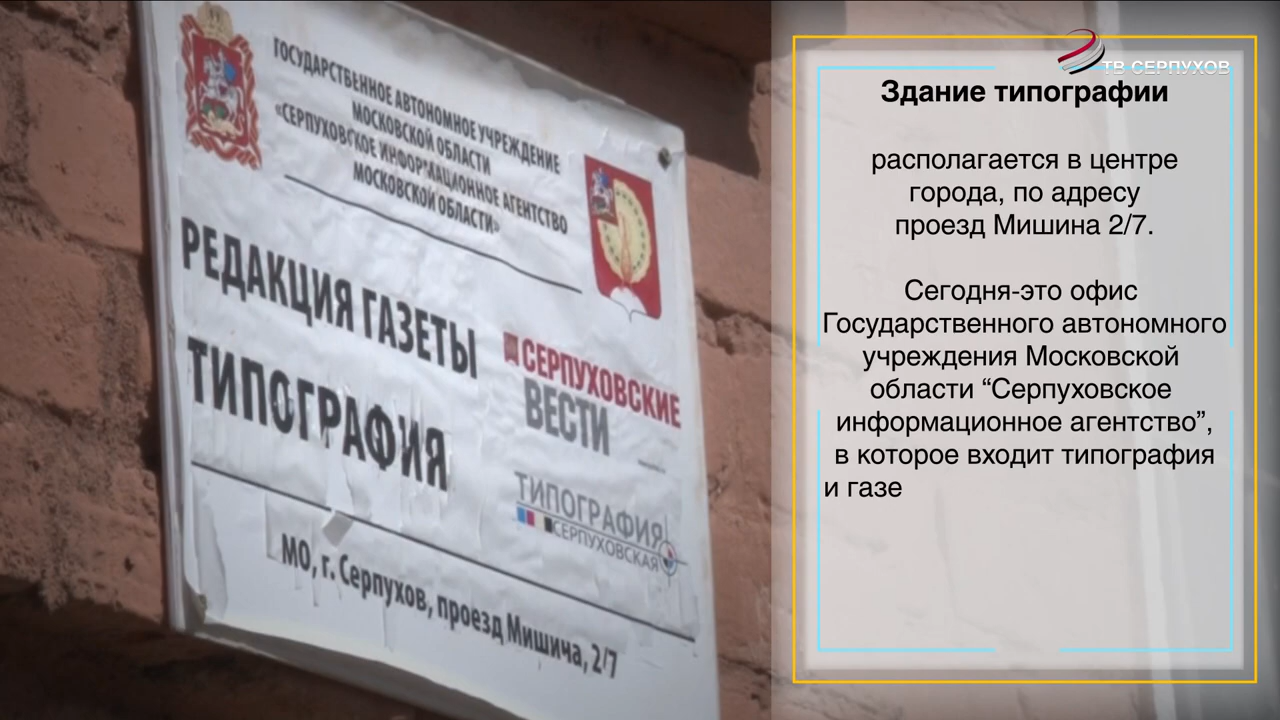 ГОСУДАРСТВЕННОЕ АВТОНОМНОЕ УЧРЕЖДЕНИЕ
МОСКОВСКОЙ ОБЛАСТИ
«СЕРПУХОВСКОЕ ИНФОРМАЦИОННОЕ АГЕНТСТВО
МОСКОВСКОЙ ОБЛАСТИ»
РЕДАКЦИЯ ГАЗЕТЫ
ТИПОГРАФИЯ
СЕРПУХОВСКИЕ
ВЕСТИ
ТИПОГРАФИЯ
СЕРПУХОВСКАЯ
МО, г. Серпухов, проезд Мишича, 2/7
ТВ СЕРПУХОВ
Здание типографии
располагается в центре
города, по адресу
проезд Мишина 2/7.
Сегодня-это офис
Государственного автономного
учреждения Московской
области “Серпуховское
информационное агентство”,
в которое входит типография
и газе